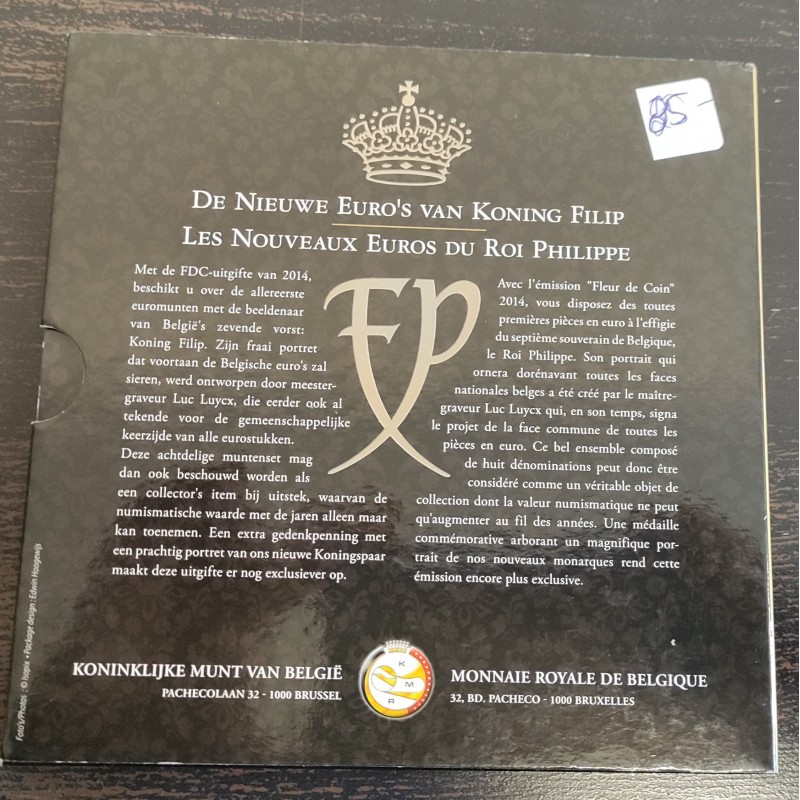 85-
DE NIEUWE EURO'S VAN KONING FILIP
LES NOUVEAUX EUROS DU ROI PHILIPPE
Met de FDC-uitgifte van 2014,
beschikt u over de allereerste
euromunten met de beeldenaar
van België's zevende vorst:
Koning Filip. Zijn fraai portret
dat voortaan de Belgische euro's zal
sieren, werd ontworpen door meester-
graveur Luc Luycx, die eerder ook al
tekende voor de gemeenschappelijke
keerzijde van alle eurostukken.
Deze achtdelige muntenset mag
dan ook beschouwd worden als
een collector's item bij uitstek, waarvan de
numismatische waarde met de jaren alleen maar
kan toenemen. Een extra gedenkpenning met
een prachtig portret van ons nieuwe Koningspaar
maakt deze uitgifte er nog exclusiever op.
FP
Avec l'émission "Fleur de Coin"
2014, vous disposez des toutes
premières pièces en euro à l'effigie
du septième souverain de Belgique,
le Roi Philippe. Son portrait qui
ornera dorénavant toutes les faces
nationales belges a été créé par le maître-
graveur Luc Luycx qui, en son temps, signa
le projet de la face commune de toutes les
pièces en euro. Ce bel ensemble composé
de huit dénominations peut donc être
considéré comme un véritable objet de
collection dont la valeur numismatique ne peut
qu'augmenter au fil des années. Une médaille
commémorative arborant un magnifique por-
trait de nos nouveaux monarques rend cette
émission encore plus exclusive.
KONINKLIJKE MUNT VAN BELGIË
PACHECOLAAN 32 - 1000 BRUSSEL
K
M
R
MONNAIE ROYALE DE BELGIQUE
32, BD. PACHECO - 1000 BRUXELLES
Foto's/Photos : © Isopix • Package design : Edwin Haagewijs